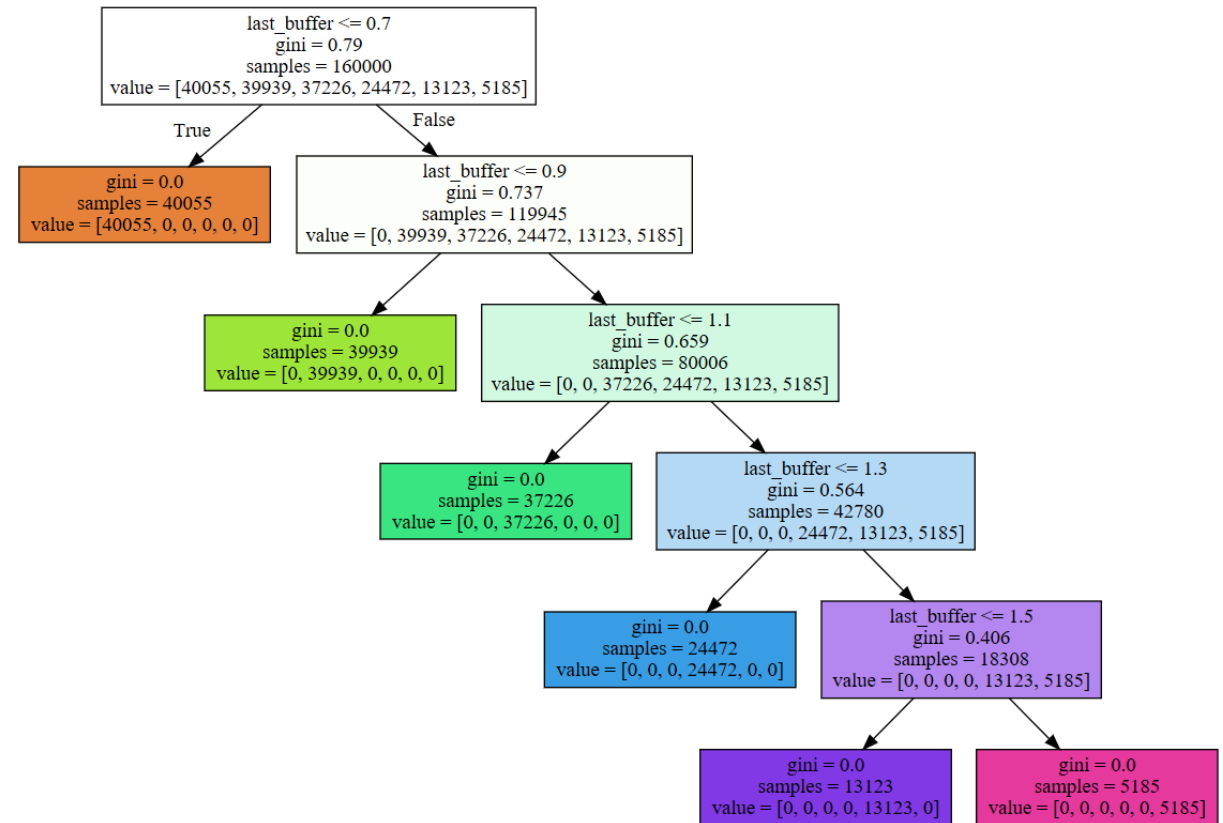 last_buffer <= 0.7
gini = 0.79
samples = 160000
value = [40055, 39939, 37226, 24472, 13123, 5185]
True
False
gini = 0.0
samples = 40055
value = [40055, 0, 0, 0, 0, 0]
last_buffer <= 0.9
gini = 0.737
samples = 119945
value = [0, 39939, 37226, 24472, 13123, 5185]
gini = 0.0
samples = 39939
value = [0, 39939, 0, 0, 0, 0]
last_buffer <= 1.1
gini = 0.659
samples = 80006
value = [0, 0, 37226, 24472, 13123, 5185]
gini = 0.0
samples = 37226
value = [0, 0, 37226, 0, 0, 0]
last_buffer <= 1.3
gini = 0.564
samples = 42780
value = [0, 0, 0, 24472, 13123, 5185]
gini = 0.0
samples = 24472
value = [0, 0, 0, 24472, 0, 0]
last_buffer <= 1.5
gini = 0.406
samples = 18308
value = [0, 0, 0, 0, 13123, 5185]
gini = 0.0
samples = 13123
value = [0, 0, 0, 0, 13123, 0]
gini = 0.0
samples = 5185
value = [0, 0, 0, 0, 0, 5185]